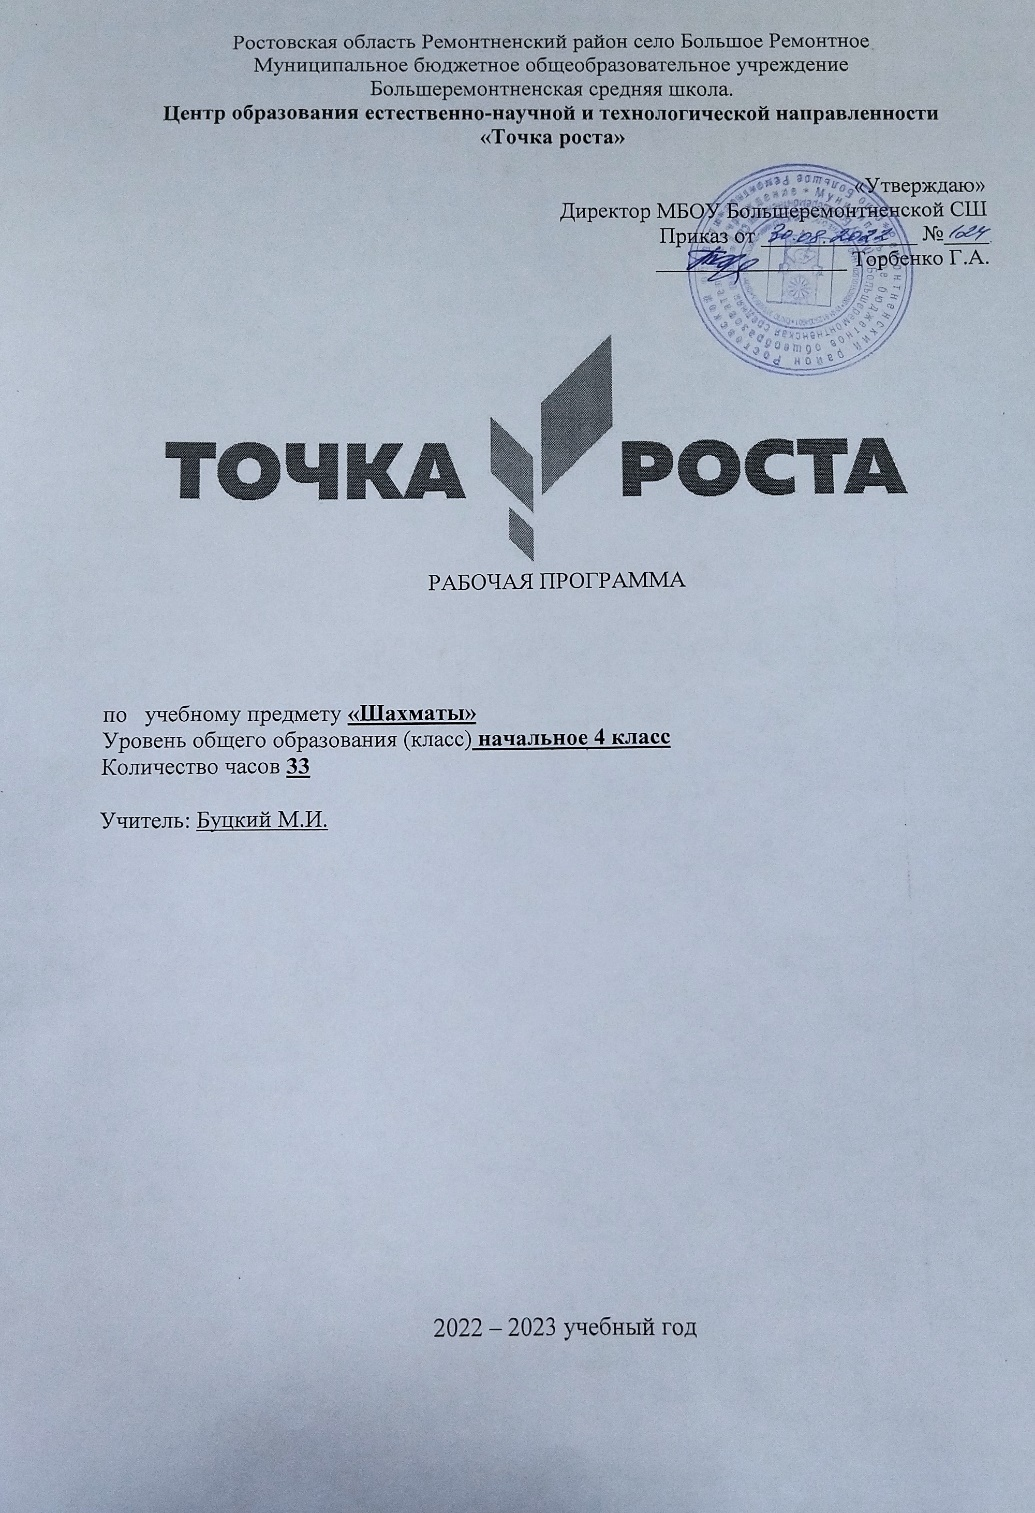 Ростовская область Ремонтненский район село Большое Ремонтное
Муниципальное бюджетное общеобразовательное учреждение
Большеремонтненская средняя школа.
Центр образования естественно-научной и технологической направленности
«Точка роста»
«Утверждаю»
Директор МБОУ Большеремонтненской СШ
Приказ от 30.08.2022 №
Торбенко Г.А.
ТОЧКА РОСТА
РАБОЧАЯ ПРОГРАММА
по учебному предмету «Шахматы»
Уровень общего образования (класс) начальное 4 класс
Количество часов 33
Учитель: Буцкий М.И.
2022 – 2023 учебный год